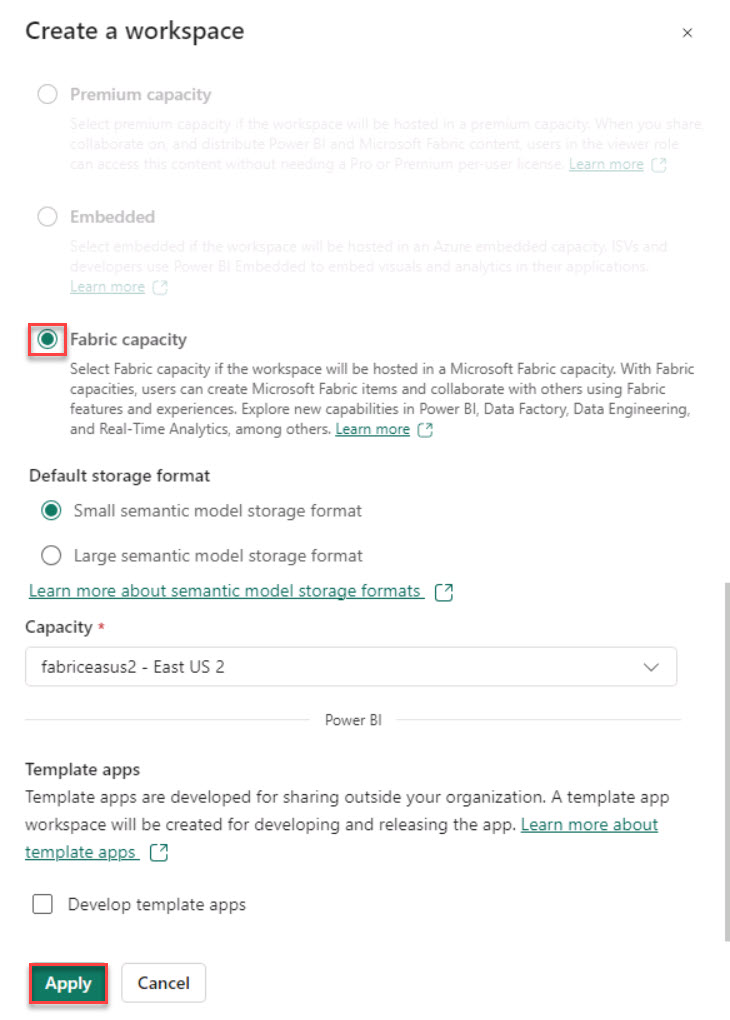 Create a workspace
Premium capacity
Select premium capacity if the workspace will be hosted in a premium capacity. When you share,
collaborate on, and distribute Power BI and Microsoft Fabric content, users in the viewer role
can access this content without needing a Pro or Premium per-user license. Learn more
Embedded
Select embedded if the workspace will be hosted in an Azure embedded capacity. ISVs and
developers use Power BI Embedded to embed visuals and analytics in their applications.
Learn more
Fabric capacity
Select Fabric capacity if the workspace will be hosted in a Microsoft Fabric capacity. With Fabric
capacities, users can create Microsoft Fabric items and collaborate with others using Fabric
features and experiences. Explore new capabilities in Power BI, Data Factory, Data Engineering,
and Real-Time Analytics, among others. Learn more
Default storage format
Small semantic model storage format
Large semantic model storage format
Learn more about semantic model storage formats
Capacity *
fabriceasus2 - East US 2
Power BI
Template apps
Template apps are developed for sharing outside your organization. A template app
workspace will be created for developing and releasing the app. Learn more about
template apps
Develop template apps
Apply Cancel